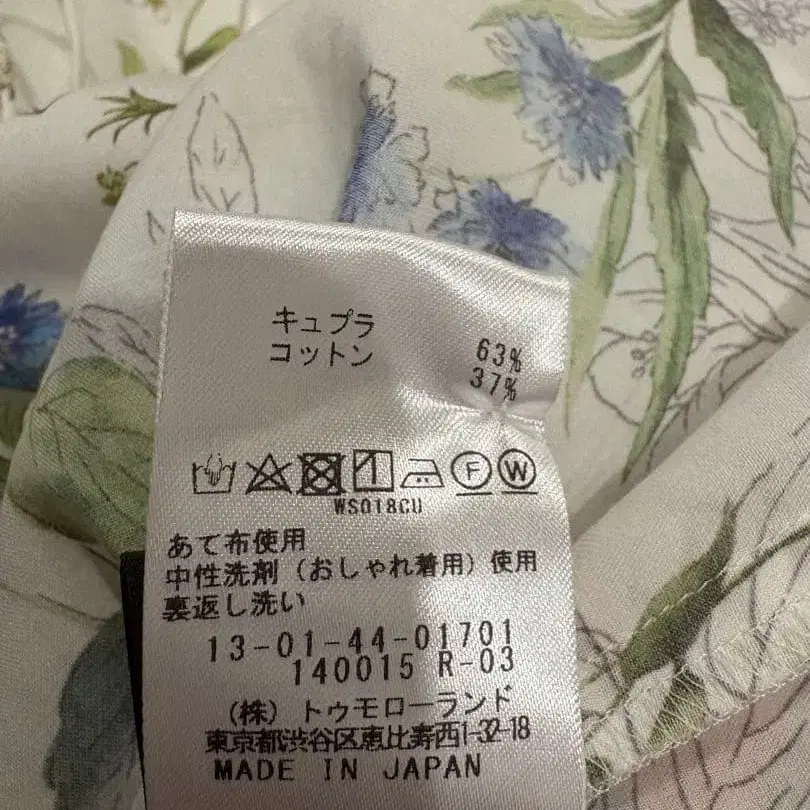 キュプラ 63%
コットン 37%
F W
WS018CU
あて布使用
中性洗剤（おしゃれ着用）使用
裏返し洗い
13-01-44-01701
140015 R-03
（株）トゥモローランド
東京都渋谷区恵比寿西1-32-18
MADE IN JAPAN